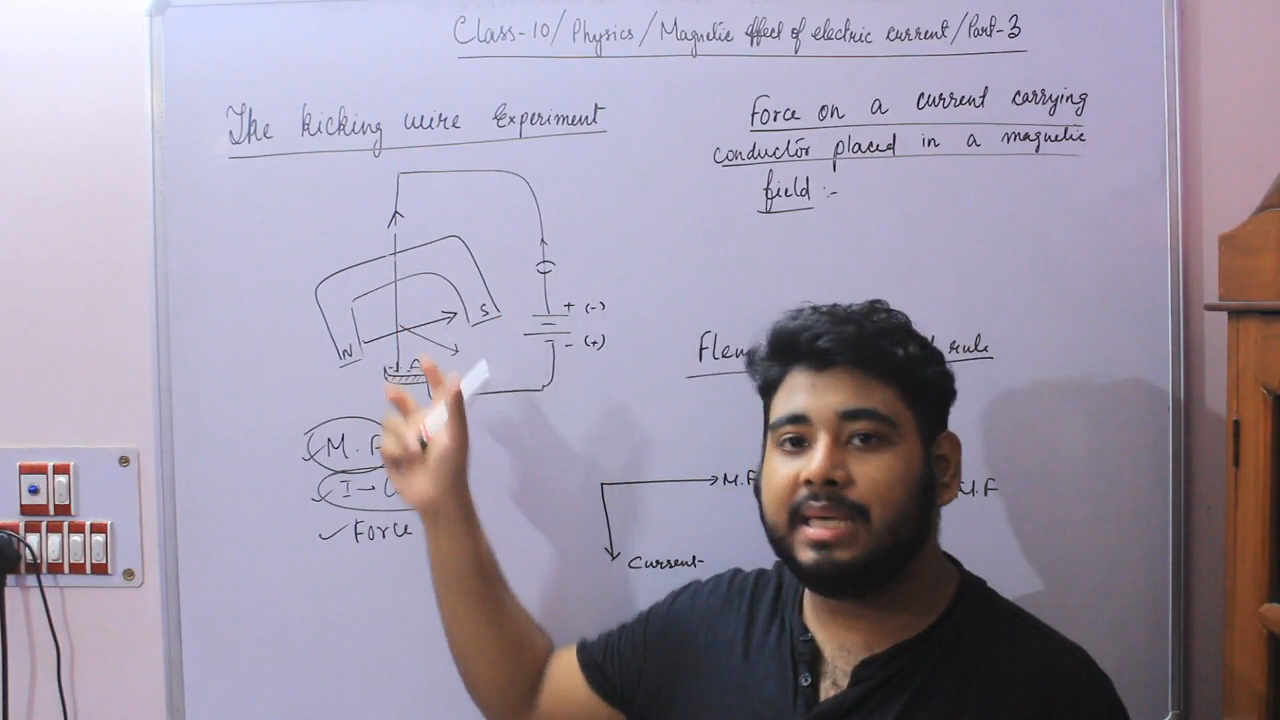 Class-10/Physics/Magnetic effect of electric current/Part-3
The kicking wire Experiment
Force on a current carrying
conductor placed in a magnetic
field :-
+ (-)
- (+)
N
S
A
rule
M.
I →
✓ Force
M.F
M.F
Current